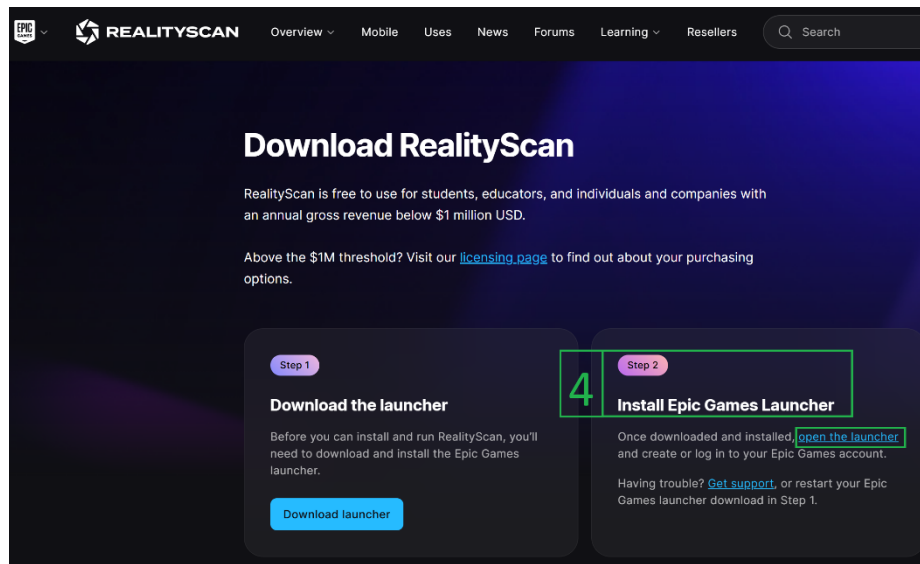 EPIC GAMES
REALITYSCAN
Overview Mobile Uses News Forums Learning Resellers Search
Download RealityScan
RealityScan is free to use for students, educators, and individuals and companies with
an annual gross revenue below $1 million USD.
Above the $1M threshold? Visit our licensing page to find out about your purchasing
options.
Step 1
Download the launcher
Before you can install and run RealityScan, you'll
need to download and install the Epic Games
launcher.
Download launcher
4
Step 2
Install Epic Games Launcher
Once downloaded and installed, open the launcher
and create or log in to your Epic Games account.
Having trouble? Get support, or restart your Epic
Games launcher download in Step 1.